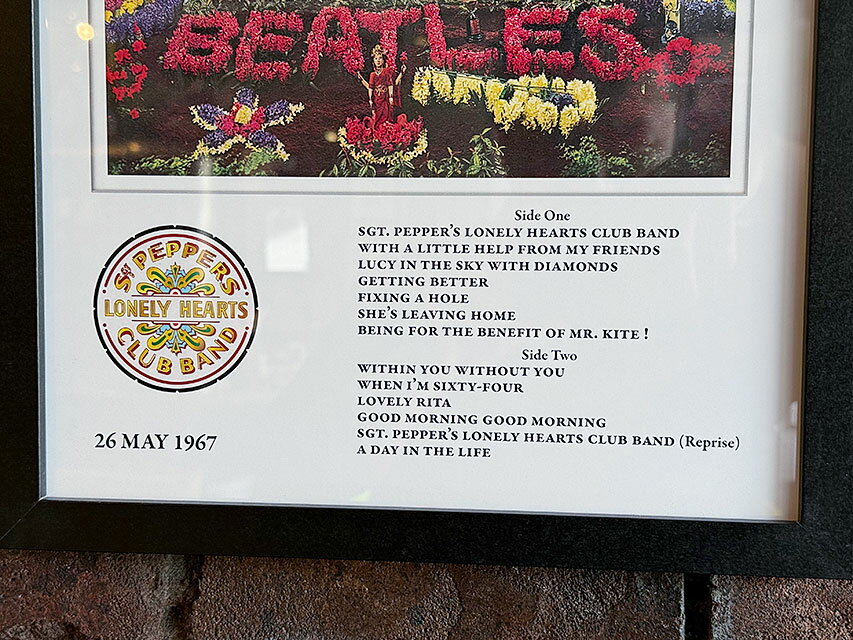 BEATLES
Side One
SGT. PEPPER'S LONELY HEARTS CLUB BAND
WITH A LITTLE HELP FROM MY FRIENDS
LUCY IN THE SKY WITH DIAMONDS
GETTING BETTER
FIXING A HOLE
SHE'S LEAVING HOME
BEING FOR THE BENEFIT OF MR. KITE !
Side Two
WITHIN YOU WITHOUT YOU
WHEN I'M SIXTY-FOUR
LOVELY RITA
GOOD MORNING GOOD MORNING
SGT. PEPPER'S LONELY HEARTS CLUB BAND (Reprise)
A DAY IN THE LIFE
Sgt PEPPERS
LONELY HEARTS
CLUB BAND
26 MAY 1967